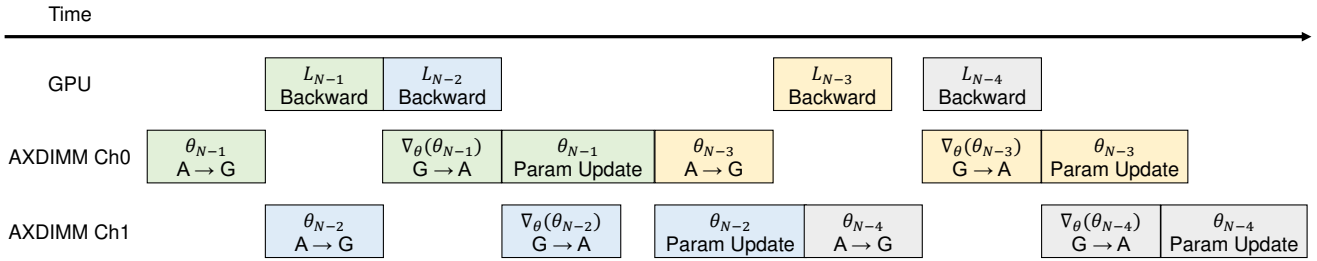 Time
GPU
L_{N−1} Backward
L_{N−2} Backward
L_{N−3} Backward
L_{N−4} Backward
AXDIMM Ch0
θ_{N−1} A → G
∇_θ(θ_{N−1}) G → A
θ_{N−1} Param Update
θ_{N−3} A → G
∇_θ(θ_{N−3}) G → A
θ_{N−3} Param Update
AXDIMM Ch1
θ_{N−2} A → G
∇_θ(θ_{N−2}) G → A
θ_{N−2} Param Update
θ_{N−4} A → G
∇_θ(θ_{N−4}) G → A
θ_{N−4} Param Update